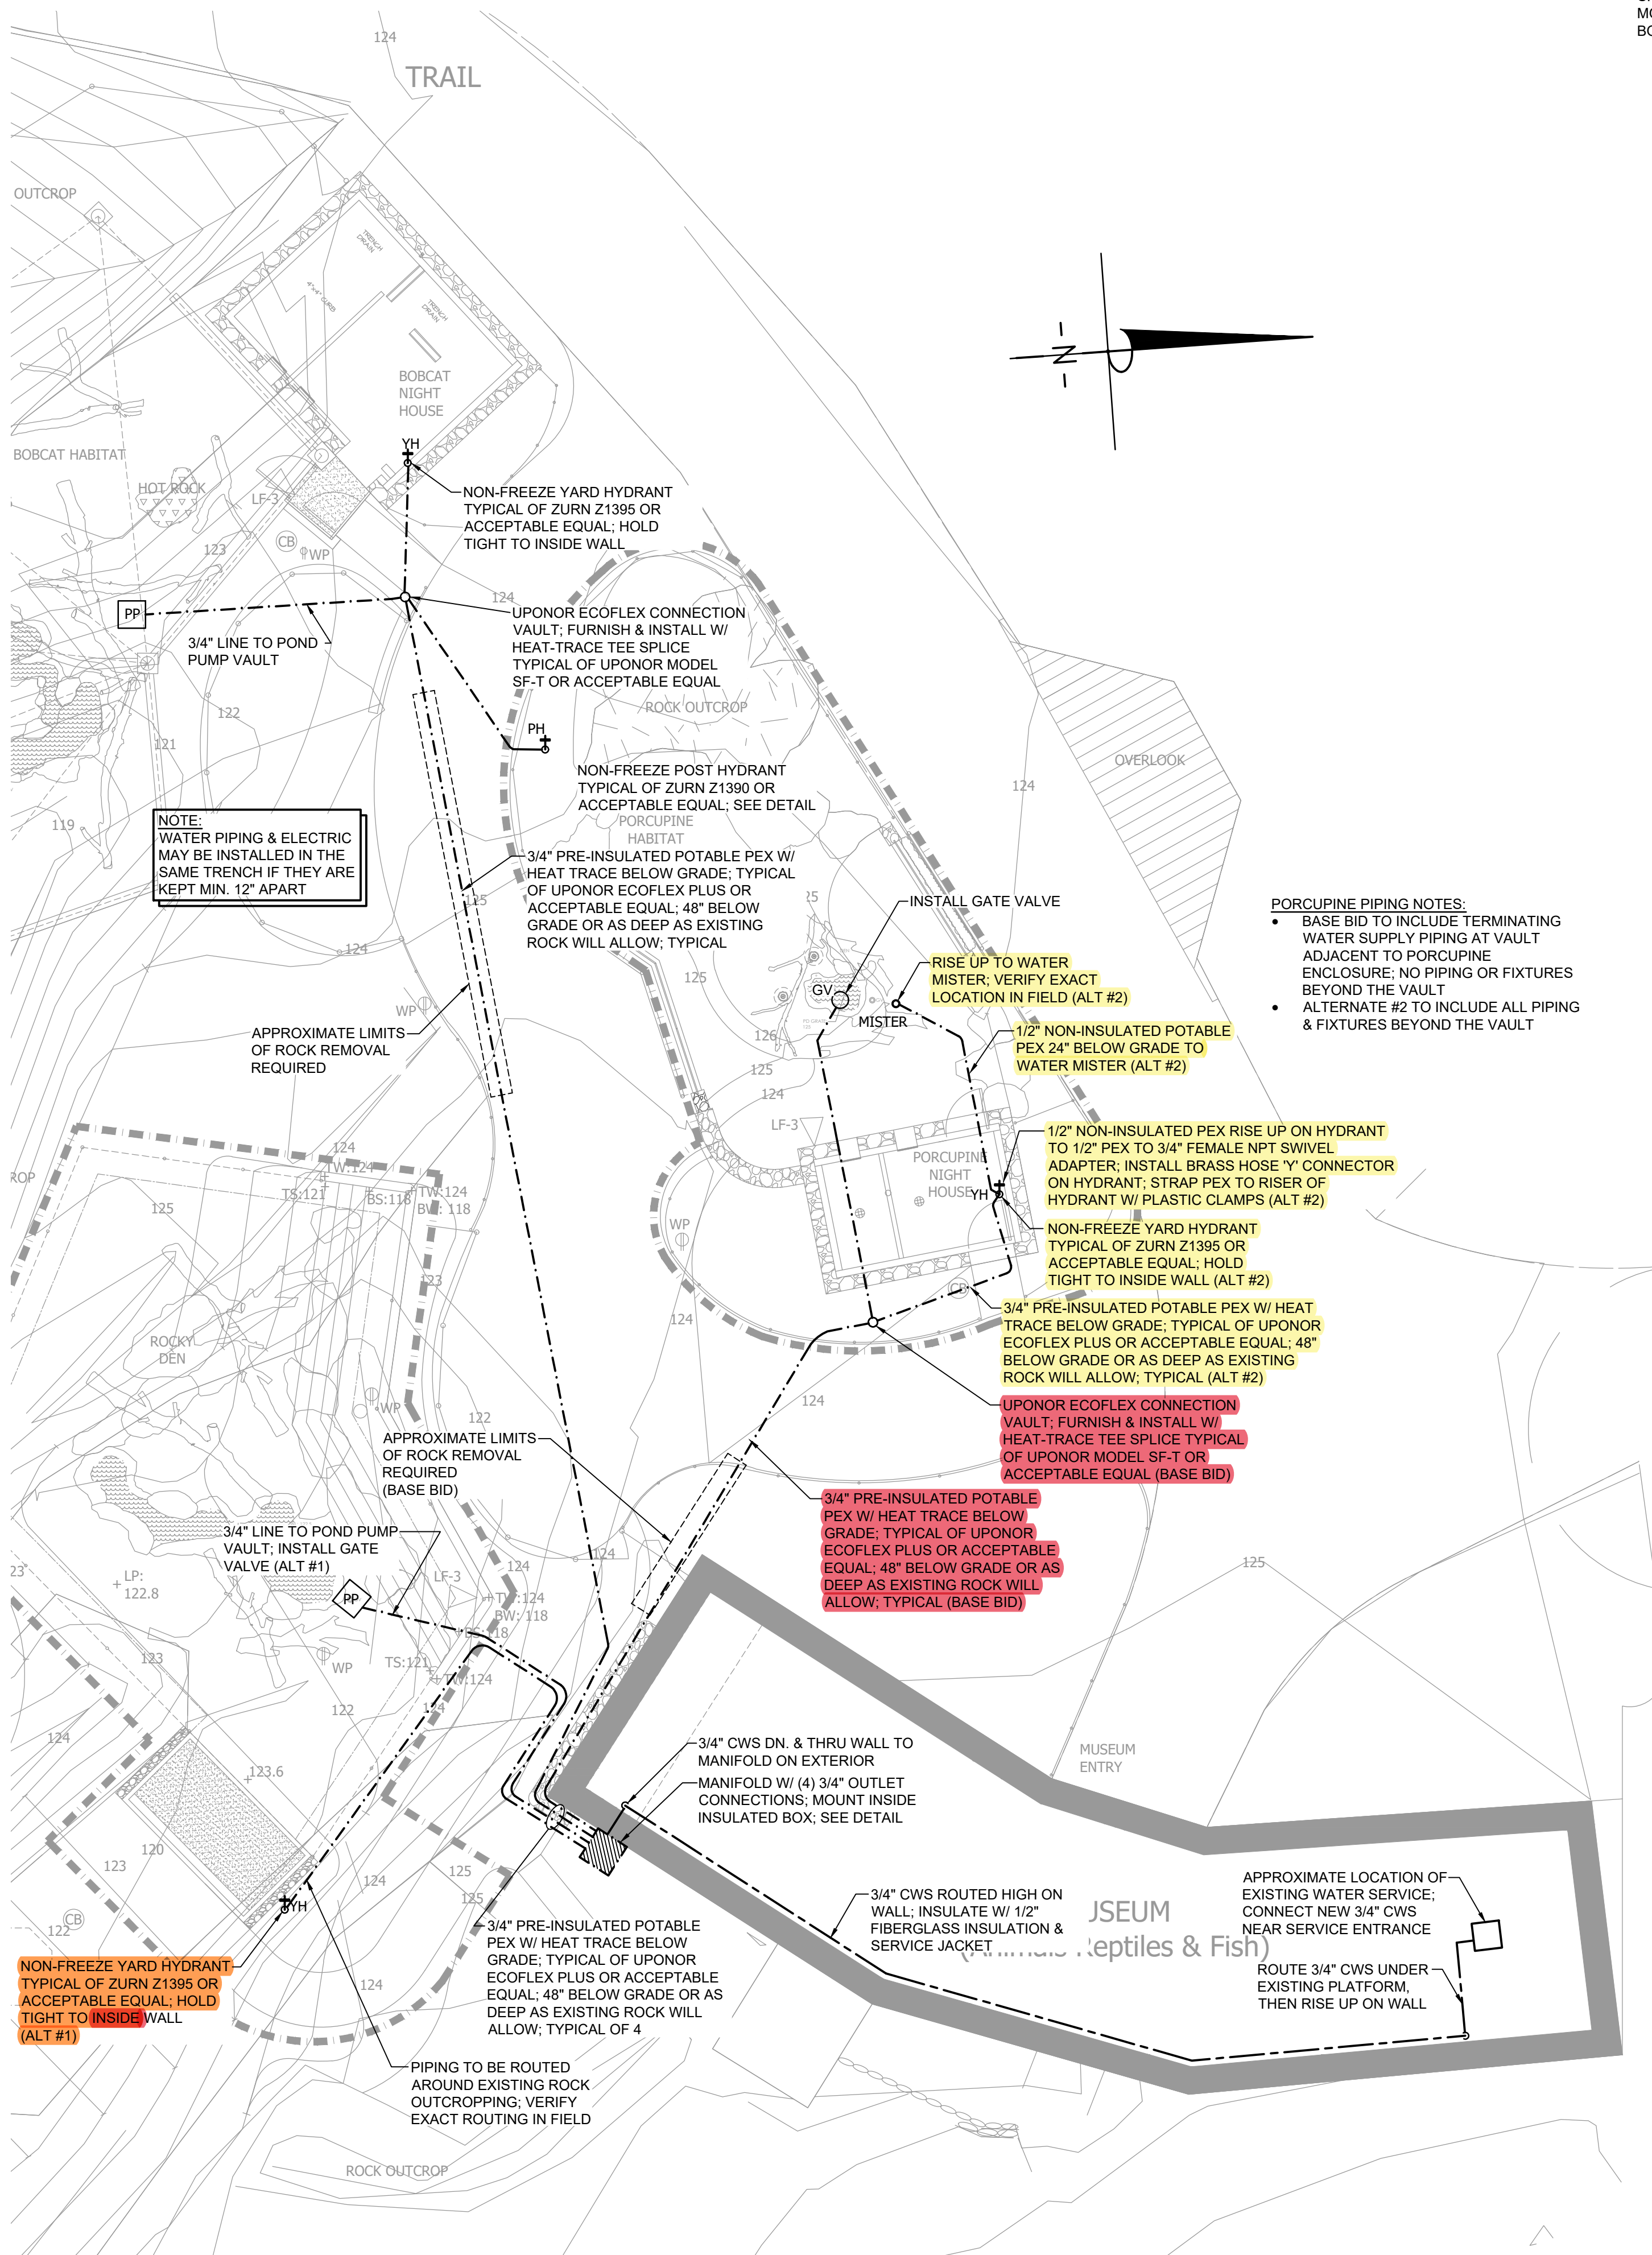 MO
BO
124
TRAIL
OUTCROP
TRENCH
DRAIN
4"x4" CURB
TRENCH
DRAIN
BOBCAT
NIGHT
HOUSE
BOBCAT HABITAT
HOT ROCK
LF-3
YH
NON-FREEZE YARD HYDRANT
TYPICAL OF ZURN Z1395 OR
ACCEPTABLE EQUAL; HOLD
TIGHT TO INSIDE WALL
N
123
CB
WP
124
PP
3/4" LINE TO POND
PUMP VAULT
UPONOR ECOFLEX CONNECTION
VAULT; FURNISH & INSTALL W/
HEAT-TRACE TEE SPLICE
TYPICAL OF UPONOR MODEL
SF-T OR ACCEPTABLE EQUAL
ROCK OUTCROP
122
121
PH
OVERLOOK
124
NON-FREEZE POST HYDRANT
TYPICAL OF ZURN Z1390 OR
ACCEPTABLE EQUAL; SEE DETAIL
PORCUPINE
HABITAT
119
NOTE:
WATER PIPING & ELECTRIC
MAY BE INSTALLED IN THE
SAME TRENCH IF THEY ARE
KEPT MIN. 12" APART
3/4" PRE-INSULATED POTABLE PEX W/
HEAT TRACE BELOW GRADE; TYPICAL
OF UPONOR ECOFLEX PLUS OR
ACCEPTABLE EQUAL; 48" BELOW
GRADE OR AS DEEP AS EXISTING
ROCK WILL ALLOW; TYPICAL
125
124
25
INSTALL GATE VALVE
PORCUPINE PIPING NOTES:
• BASE BID TO INCLUDE TERMINATING
WATER SUPPLY PIPING AT VAULT
ADJACENT TO PORCUPINE
ENCLOSURE; NO PIPING OR FIXTURES
BEYOND THE VAULT
• ALTERNATE #2 TO INCLUDE ALL PIPING
& FIXTURES BEYOND THE VAULT
125
RISE UP TO WATER
MISTER; VERIFY EXACT
LOCATION IN FIELD (ALT #2)
GV
MISTER
WP
126
APPROXIMATE LIMITS
OF ROCK REMOVAL
REQUIRED
1/2" NON-INSULATED POTABLE
PEX 24" BELOW GRADE TO
WATER MISTER (ALT #2)
125
124
LF-3
1/2" NON-INSULATED PEX RISE UP ON HYDRANT
TO 1/2" PEX TO 3/4" FEMALE NPT SWIVEL
ADAPTER; INSTALL BRASS HOSE 'Y' CONNECTOR
ON HYDRANT; STRAP PEX TO RISER OF
HYDRANT W/ PLASTIC CLAMPS (ALT #2)
PORCUPINE
NIGHT
HOUSE
YH
124
TW:124
TS:121
BS:118
TW:124
BW: 118
ROP
125
WP
NON-FREEZE YARD HYDRANT
TYPICAL OF ZURN Z1395 OR
ACCEPTABLE EQUAL; HOLD
TIGHT TO INSIDE WALL (ALT #2)
123
CB
3/4" PRE-INSULATED POTABLE PEX W/ HEAT
TRACE BELOW GRADE; TYPICAL OF UPONOR
ECOFLEX PLUS OR ACCEPTABLE EQUAL; 48"
BELOW GRADE OR AS DEEP AS EXISTING
ROCK WILL ALLOW; TYPICAL (ALT #2)
124
ROCKY
DEN
WP
124
122
UPONOR ECOFLEX CONNECTION
VAULT; FURNISH & INSTALL W/
HEAT-TRACE TEE SPLICE TYPICAL
OF UPONOR MODEL SF-T OR
ACCEPTABLE EQUAL (BASE BID)
APPROXIMATE LIMITS
OF ROCK REMOVAL
REQUIRED
(BASE BID)
3/4" PRE-INSULATED POTABLE
PEX W/ HEAT TRACE BELOW
GRADE; TYPICAL OF UPONOR
ECOFLEX PLUS OR ACCEPTABLE
EQUAL; 48" BELOW GRADE OR AS
DEEP AS EXISTING ROCK WILL
ALLOW; TYPICAL (BASE BID)
3/4" LINE TO POND PUMP
VAULT; INSTALL GATE
VALVE (ALT #1)
124
124
125
23
LP:
122.8
LF-3
PP
TW:124
BW: 118
BS:118
123
WP
TS:121
TW:124
122
124
124
3/4" CWS DN. & THRU WALL TO
MANIFOLD ON EXTERIOR
MUSEUM
ENTRY
123.6
MANIFOLD W/ (4) 3/4" OUTLET
CONNECTIONS; MOUNT INSIDE
INSULATED BOX; SEE DETAIL
120
123
124
125
125
YH
122
CB
APPROXIMATE LOCATION OF
EXISTING WATER SERVICE;
CONNECT NEW 3/4" CWS
NEAR SERVICE ENTRANCE
3/4" CWS ROUTED HIGH ON
WALL; INSULATE W/ 1/2"
FIBERGLASS INSULATION &
SERVICE JACKET
USEUM
Reptiles & Fish)
3/4" PRE-INSULATED POTABLE
PEX W/ HEAT TRACE BELOW
GRADE; TYPICAL OF UPONOR
ECOFLEX PLUS OR ACCEPTABLE
EQUAL; 48" BELOW GRADE OR AS
DEEP AS EXISTING ROCK WILL
ALLOW; TYPICAL OF 4
ROUTE 3/4" CWS UNDER
EXISTING PLATFORM,
THEN RISE UP ON WALL
NON-FREEZE YARD HYDRANT
TYPICAL OF ZURN Z1395 OR
ACCEPTABLE EQUAL; HOLD
TIGHT TO INSIDE WALL
(ALT #1)
124
PIPING TO BE ROUTED
AROUND EXISTING ROCK
OUTCROPPING; VERIFY
EXACT ROUTING IN FIELD
ROCK OUTCROP